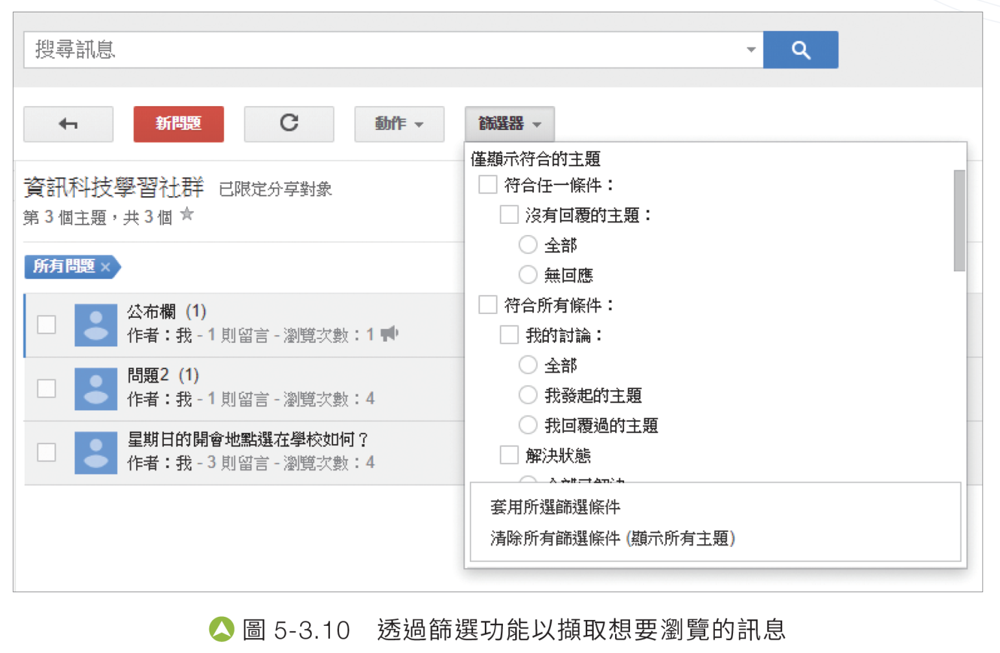 搜尋訊息
新問題
動作
篩選器
資訊科技學習社群 已限定分享對象
第 3 個主題，共 3 個
所有問題 ×
公布欄 (1)
作者：我 - 1 則留言 - 瀏覽次數：1
問題2 (1)
作者：我 - 1 則留言 - 瀏覽次數：4
星期日的開會地點選在學校如何？
作者：我 - 3 則留言 - 瀏覽次數：4
僅顯示符合的主題
符合任一條件：
沒有回覆的主題：
全部
無回應
符合所有條件：
我的討論：
全部
我發起的主題
我回覆過的主題
解決狀態
全部已解決
套用所選篩選條件
清除所有篩選條件 (顯示所有主題)
圖 5-3.10 透過篩選功能以擷取想要瀏覽的訊息